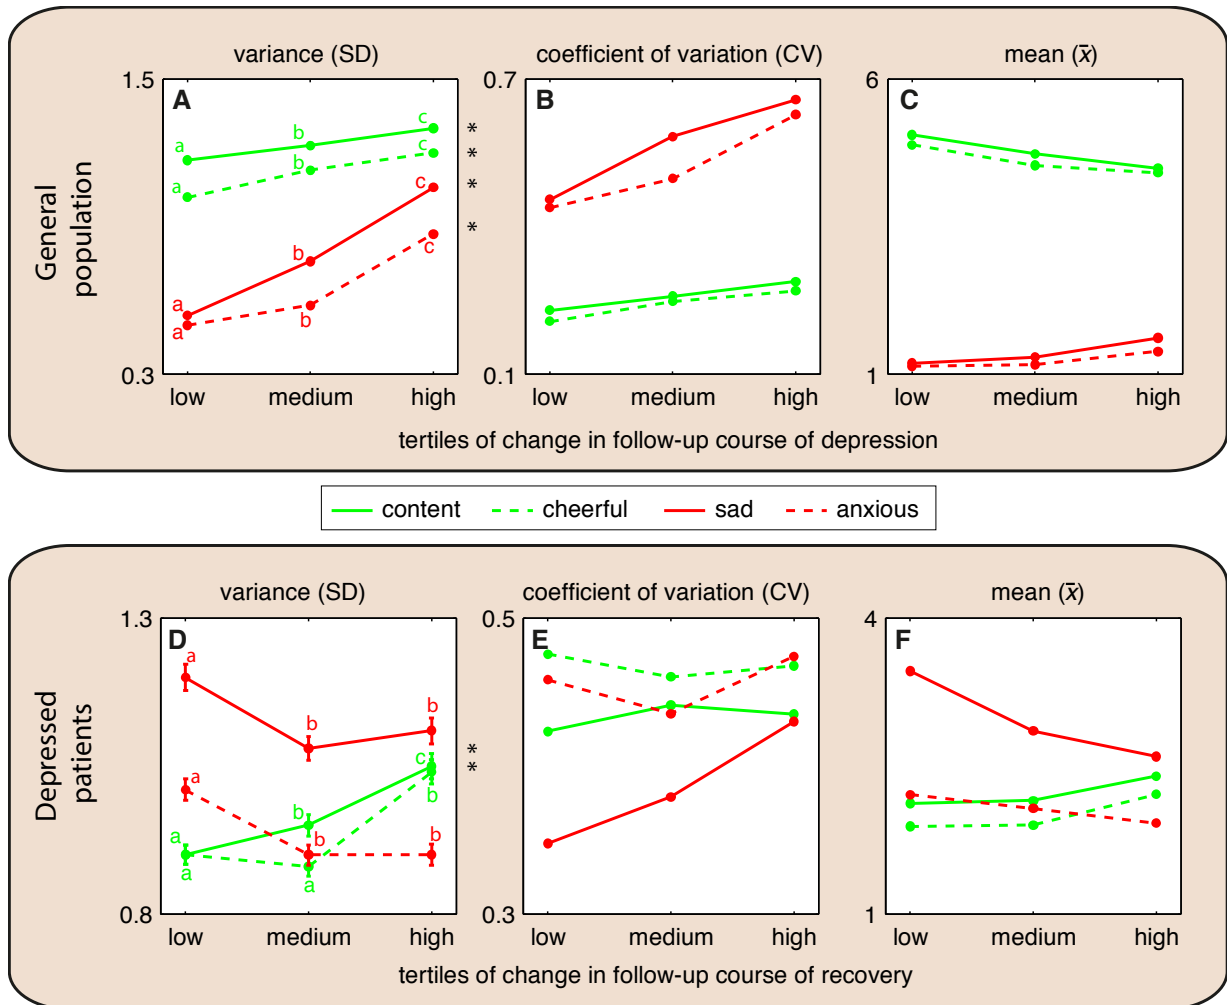 variance (SD) coefficient of variation (CV) mean (x̄)
General population
1.5 A a b c * a b c * a b c * a b c * 0.3
0.7 B 0.1
6 C 1
low medium high low medium high low medium high
tertiles of change in follow-up course of depression
content cheerful sad anxious
variance (SD) coefficient of variation (CV) mean (x̄)
Depressed patients
1.3 D a b b a b c * * a b b a a b 0.8
0.5 E 0.3
4 F 1
low medium high low medium high low medium high
tertiles of change in follow-up course of recovery